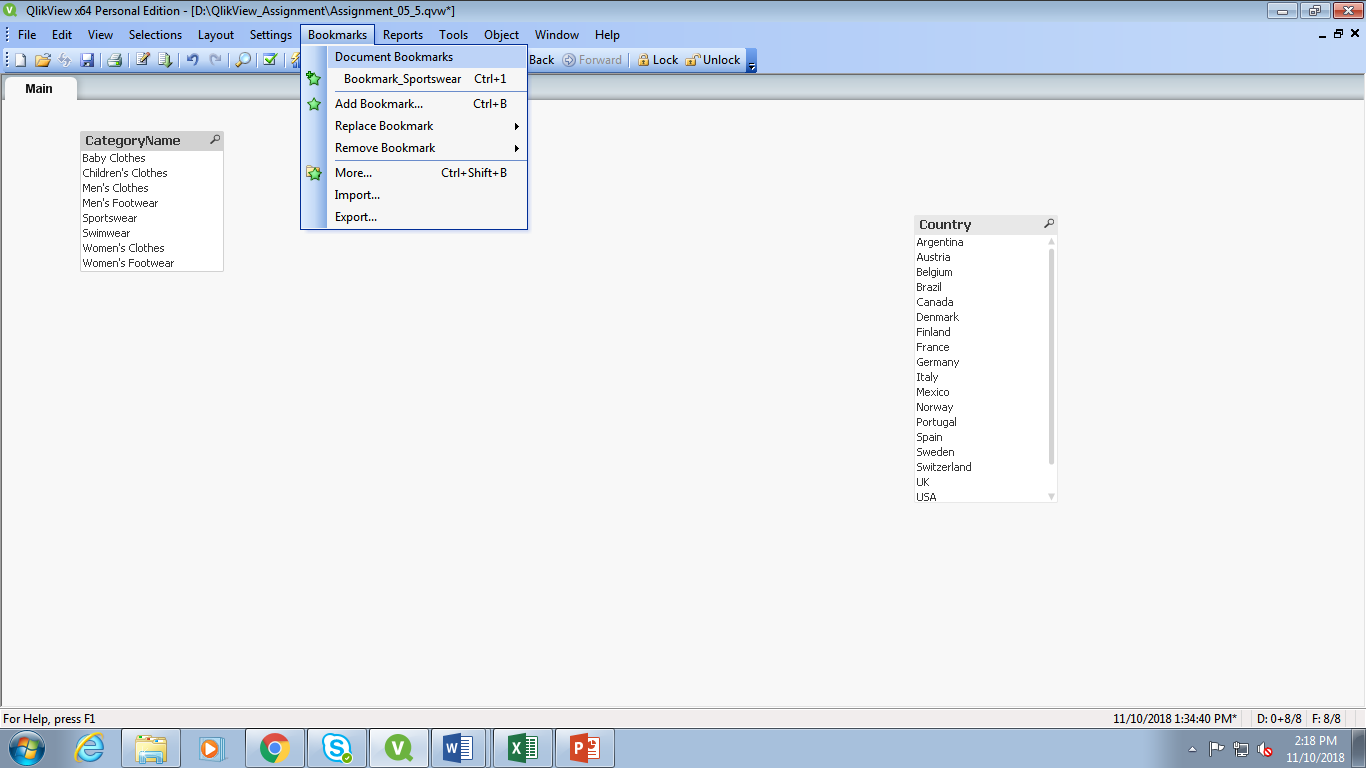 QlikView x64 Personal Edition - [D:\QlikView_Assignment\Assignment_05_5.qvw*]
File Edit View Selections Layout Settings Bookmarks Reports Tools Object Window Help
Back Forward Lock Unlock
Document Bookmarks
Bookmark_Sportswear Ctrl+1
Add Bookmark... Ctrl+B
Replace Bookmark
Remove Bookmark
More... Ctrl+Shift+B
Import...
Export...
Main
CategoryName
Baby Clothes
Children's Clothes
Men's Clothes
Men's Footwear
Sportswear
Swimwear
Women's Clothes
Women's Footwear
Country
Argentina
Austria
Belgium
Brazil
Canada
Denmark
Finland
France
Germany
Italy
Mexico
Norway
Portugal
Spain
Sweden
Switzerland
UK
USA
For Help, press F1 11/10/2018 1:34:40 PM* D: 0+8/8 F: 8/8
2:18 PM
11/10/2018